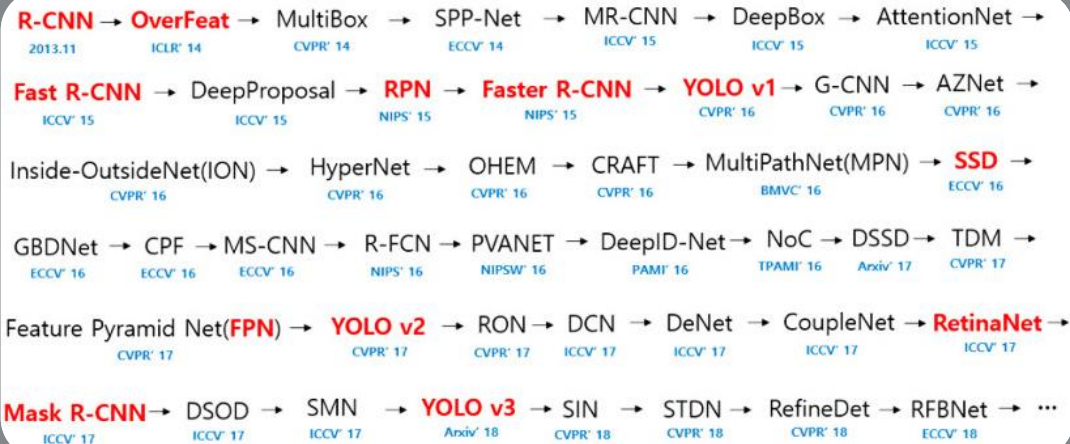 R-CNN → OverFeat → MultiBox → SPP-Net → MR-CNN → DeepBox → AttentionNet →
2013.11 ICLR' 14 CVPR' 14 ECCV' 14 ICCV' 15 ICCV' 15 ICCV' 15
Fast R-CNN → DeepProposal → RPN → Faster R-CNN → YOLO v1 → G-CNN → AZNet →
ICCV' 15 ICCV' 15 NIPS' 15 NIPS' 15 CVPR' 16 CVPR' 16 CVPR' 16
Inside-OutsideNet(ION) → HyperNet → OHEM → CRAFT → MultiPathNet(MPN) → SSD →
CVPR' 16 CVPR' 16 CVPR' 16 CVPR' 16 BMVC' 16 ECCV' 16
GBDNet → CPF → MS-CNN → R-FCN → PVANET → DeepID-Net → NoC → DSSD → TDM →
ECCV' 16 ECCV' 16 ECCV' 16 NIPS' 16 NIPSW' 16 PAMI' 16 TPAMI' 16 Arxiv' 17 CVPR' 17
Feature Pyramid Net(FPN) → YOLO v2 → RON → DCN → DeNet → CoupleNet → RetinaNet →
CVPR' 17 CVPR' 17 CVPR' 17 ICCV' 17 ICCV' 17 ICCV' 17 ICCV' 17
Mask R-CNN → DSOD → SMN → YOLO v3 → SIN → STDN → RefineDet → RFBNet → ···
ICCV' 17 ICCV' 17 ICCV' 17 Arxiv' 18 CVPR' 18 CVPR' 18 CVPR' 18 ECCV' 18